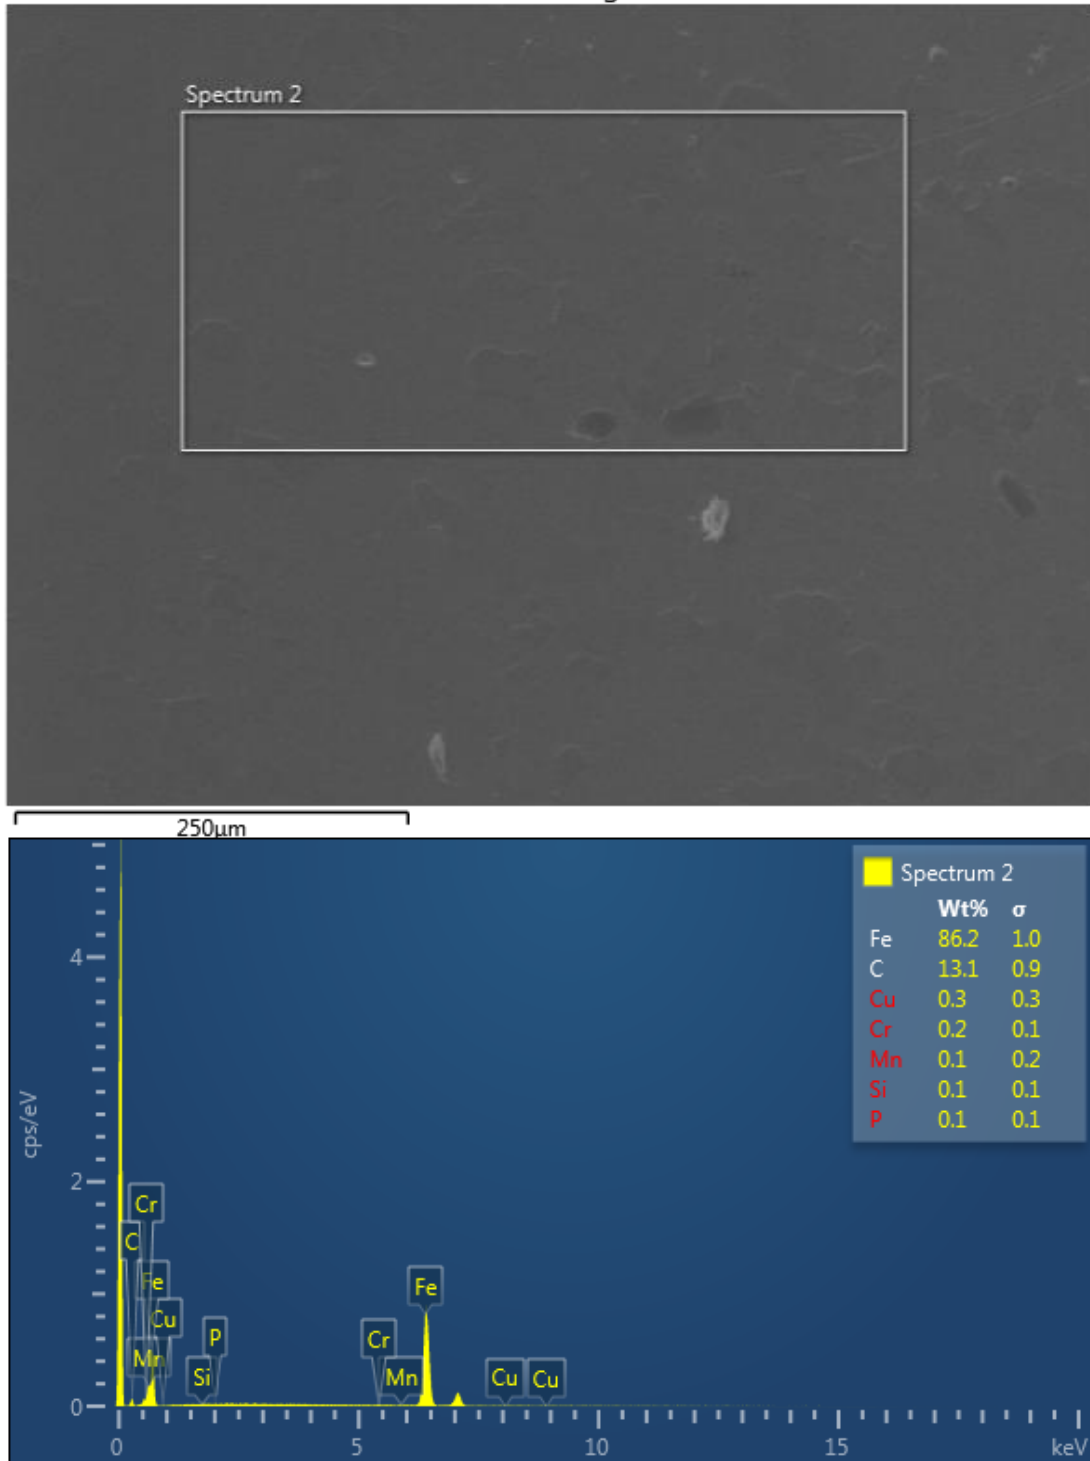 Spectrum 2
250µm
Spectrum 2
Wt% σ
Fe 86.2 1.0
C 13.1 0.9
Cu 0.3 0.3
Cr 0.2 0.1
Mn 0.1 0.2
Si 0.1 0.1
P 0.1 0.1
4
cps/eV
2
Cr
C
Fe
Cu
Mn
Si
P
Cr
Mn
Fe
Cu
Cu
0
0 5 10 15 keV